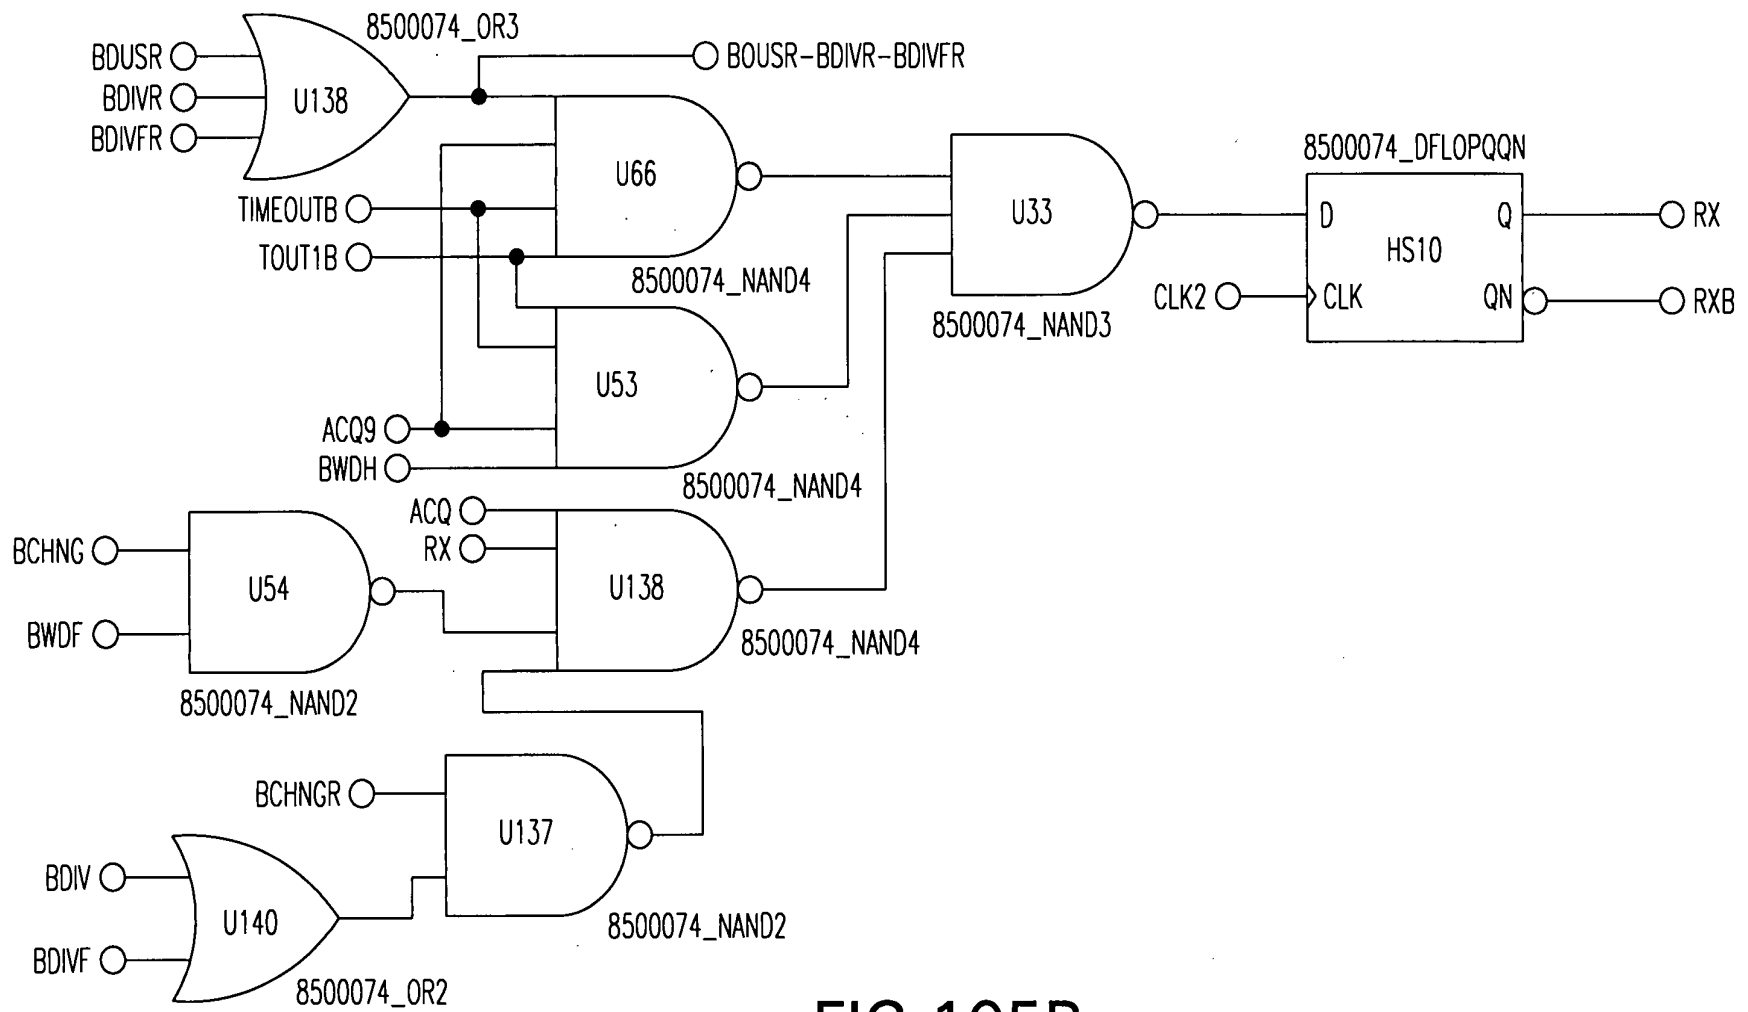 8500074_OR3
BDUSR
BOUSR-BDIVR-BDIVFR
BDIVR
U138
BDIVFR
8500074_DFLOPQQN
U66
TIMEOUTB
U33
D
Q
RX
TOUT1B
HS10
8500074_NAND4
CLK2
CLK
QN
RXB
8500074_NAND3
U53
ACQ9
BWDH
8500074_NAND4
ACQ
RX
BCHNG
U54
U138
BWDF
8500074_NAND4
8500074_NAND2
BCHNGR
U137
BDIV
U140
8500074_NAND2
BDIVF
8500074_OR2